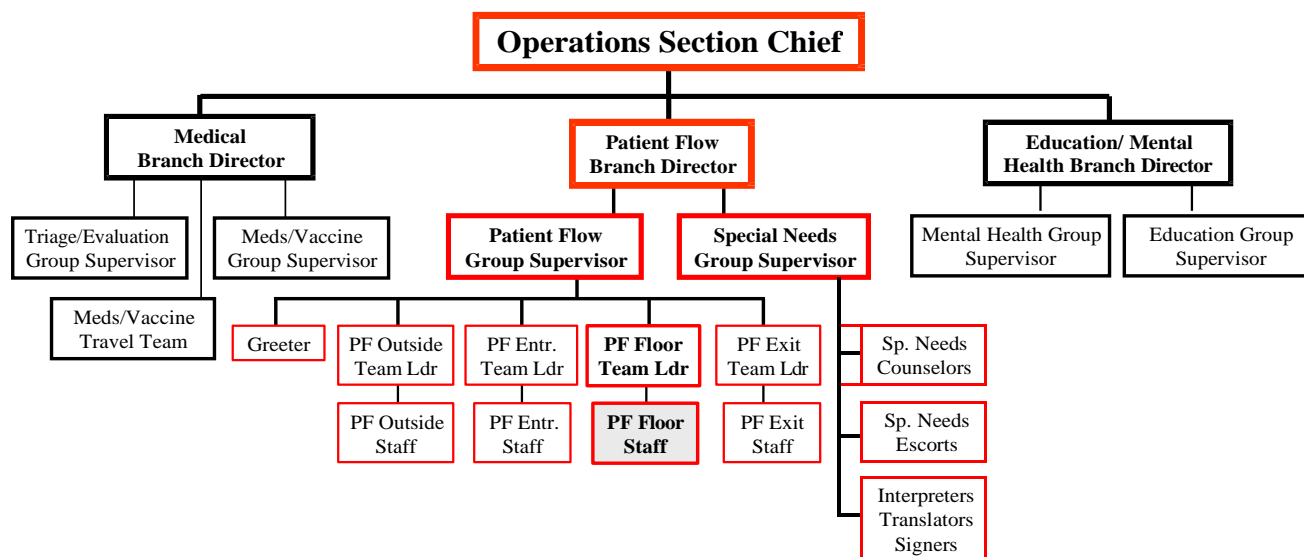 Operations Section Chief
Medical
Branch Director
Patient Flow
Branch Director
Education/ Mental
Health Branch Director
Triage/Evaluation
Group Supervisor
Meds/Vaccine
Group Supervisor
Meds/Vaccine
Travel Team
Patient Flow
Group Supervisor
Special Needs
Group Supervisor
Mental Health Group
Supervisor
Education Group
Supervisor
Greeter
PF Outside
Team Ldr
PF Entr.
Team Ldr
PF Floor
Team Ldr
PF Exit
Team Ldr
PF Outside
Staff
PF Entr.
Staff
PF Floor
Staff
PF Exit
Staff
Sp. Needs
Counselors
Sp. Needs
Escorts
Interpreters
Translators
Signers